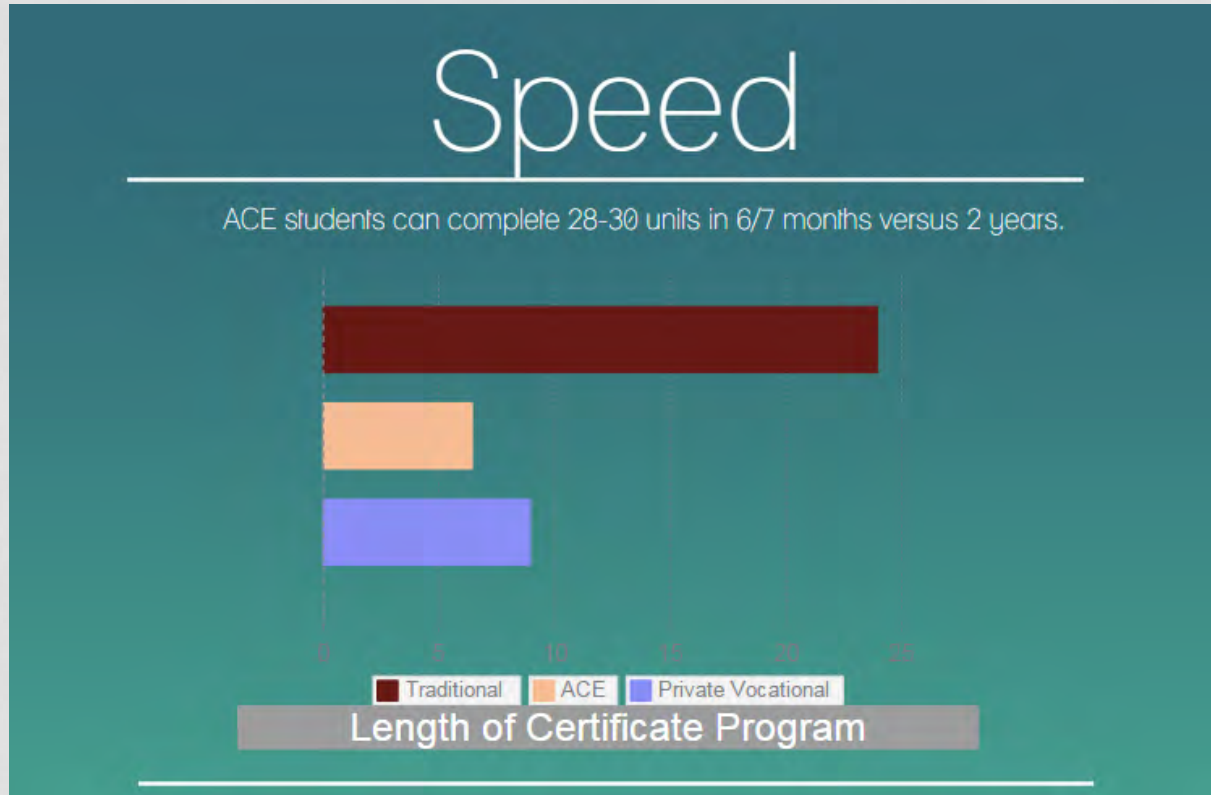 Speed
ACE students can complete 28-30 units in 6/7 months versus 2 years.
0 5 10 15 20 25
Traditional ACE Private Vocational
Length of Certificate Program